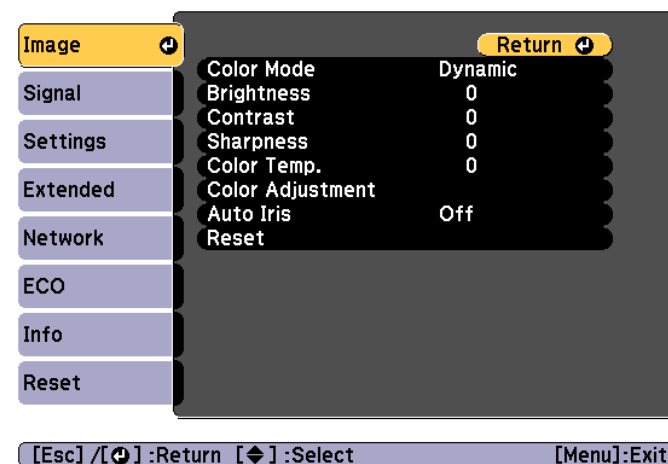 Image
Signal
Settings
Extended
Network
ECO
Info
Reset
Return
Color Mode Dynamic
Brightness 0
Contrast 0
Sharpness 0
Color Temp. 0
Color Adjustment
Auto Iris Off
Reset
[Esc] /[⏎] :Return [◆] :Select [Menu]:Exit